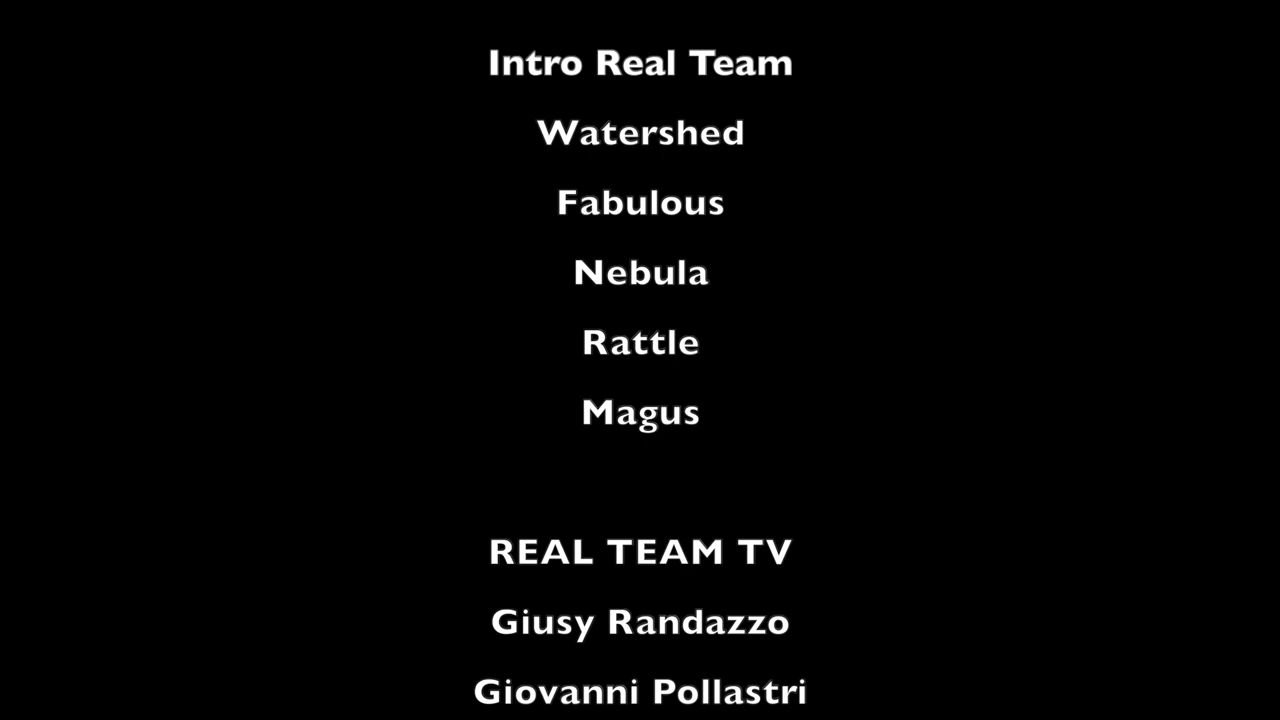 Intro Real Team
Watershed
Fabulous
Nebula
Rattle
Magus
REAL TEAM TV
Giusy Randazzo
Giovanni Pollastri